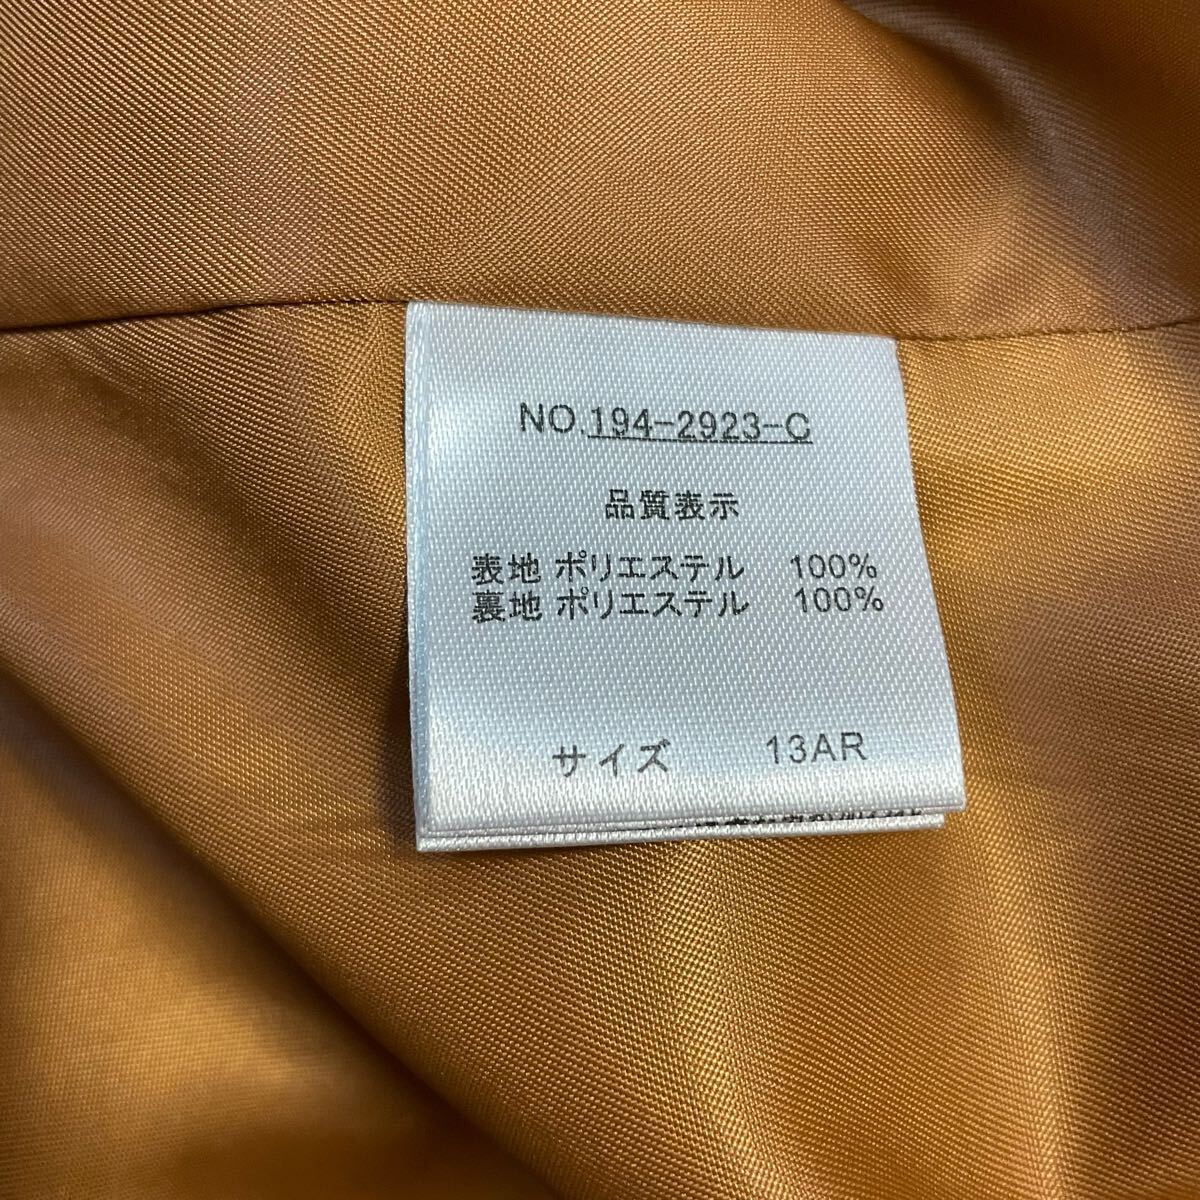 NO.194-2923-C
品質表示
表地 ポリエステル 100%
裏地 ポリエステル 100%
サイズ 13AR